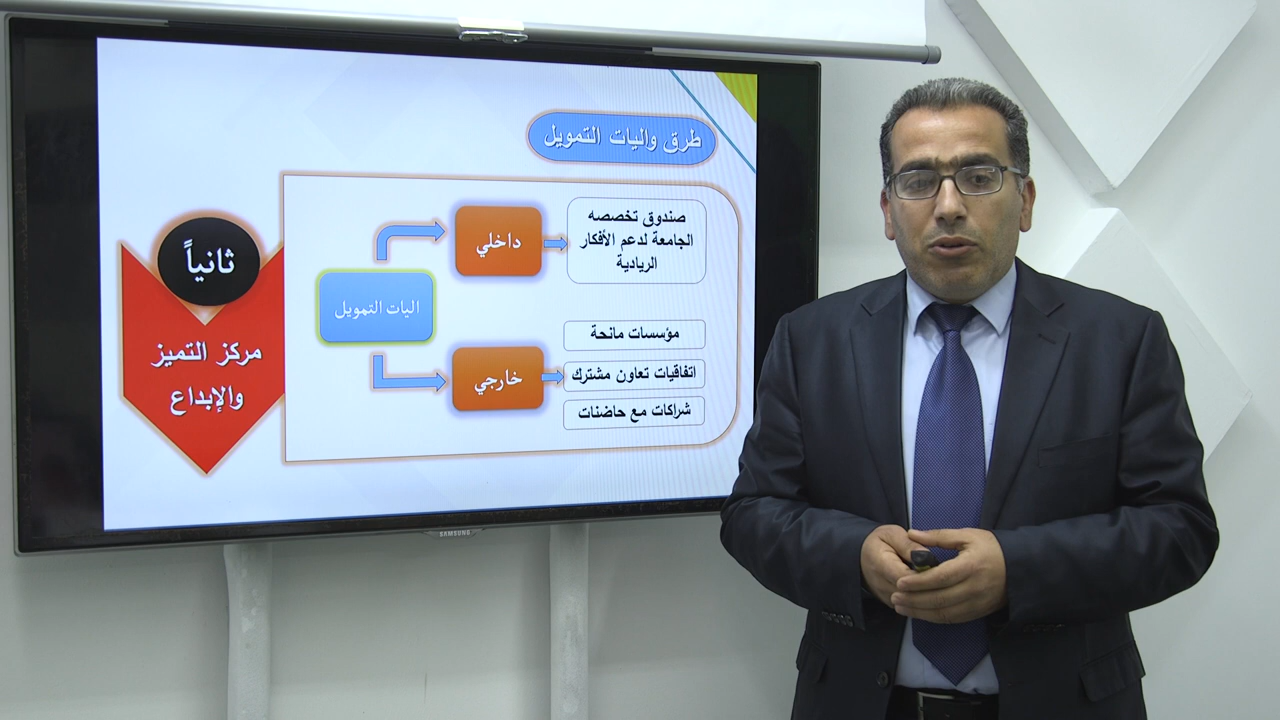 طرق واليات التمويل
ثانياً
مركز التميز
والإبداع
اليات التمويل
داخلي
صندوق تخصصه
الجامعة لدعم الأفكار
الريادية
خارجي
مؤسسات مانحة
اتفاقيات تعاون مشترك
شراكات مع حاضنات
SAMSUNG